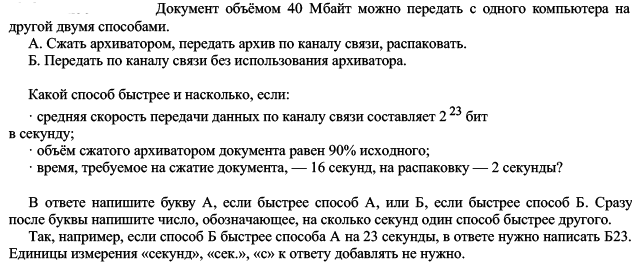 Документ объёмом 40 Мбайт можно передать с одного компьютера на
другой двумя способами.
А. Сжать архиватором, передать архив по каналу связи, распаковать.
Б. Передать по каналу связи без использования архиватора.
Какой способ быстрее и насколько, если:
· средняя скорость передачи данных по каналу связи составляет 2 23 бит
в секунду;
· объём сжатого архиватором документа равен 90% исходного;
· время, требуемое на сжатие документа, — 16 секунд, на распаковку — 2 секунды?
В ответе напишите букву А, если быстрее способ А, или Б, если быстрее способ Б. Сразу
после буквы напишите число, обозначающее, на сколько секунд один способ быстрее другого.
Так, например, если способ Б быстрее способа А на 23 секунды, в ответе нужно написать Б23.
Единицы измерения «секунд», «сек.», «с» к ответу добавлять не нужно.